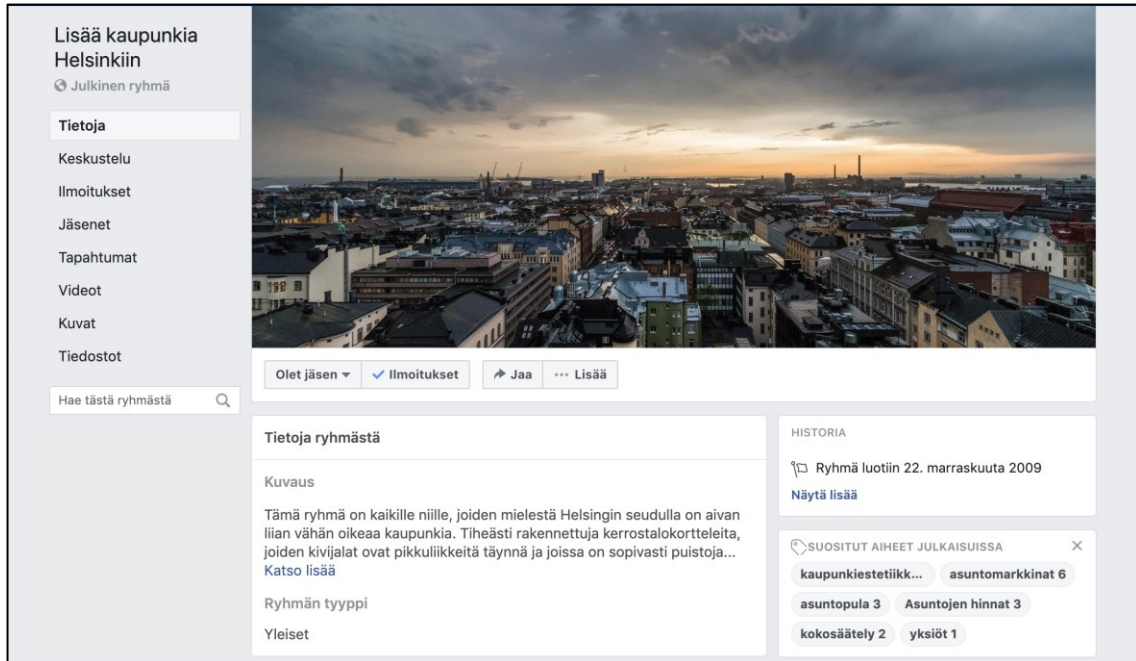 Lisää kaupunkia
Helsinkiin
Julkinen ryhmä
Tietoja
Keskustelu
Ilmoitukset
Jäsenet
Tapahtumat
Videot
Kuvat
Tiedostot
Hae tästä ryhmästä
Olet jäsen
Ilmoitukset
Jaa
Lisää
Tietoja ryhmästä
Kuvaus
Tämä ryhmä on kaikille niille, joiden mielestä Helsingin seudulla on aivan
liian vähän oikeaa kaupunkia. Tiheästi rakennettuja kerrostalokortteleita,
joiden kivijalat ovat pikkuliikkeitä täynnä ja joissa on sopivasti puistoja...
Katso lisää
Ryhmän tyyppi
Yleiset
HISTORIA
Ryhmä luotiin 22. marraskuuta 2009
Näytä lisää
SUOSITUT AIHEET JULKAISUISSA
kaupunkiestetiikk... asuntomarkkinat 6
asuntopula 3 Asuntojen hinnat 3
kokosäätely 2 yksiöt 1